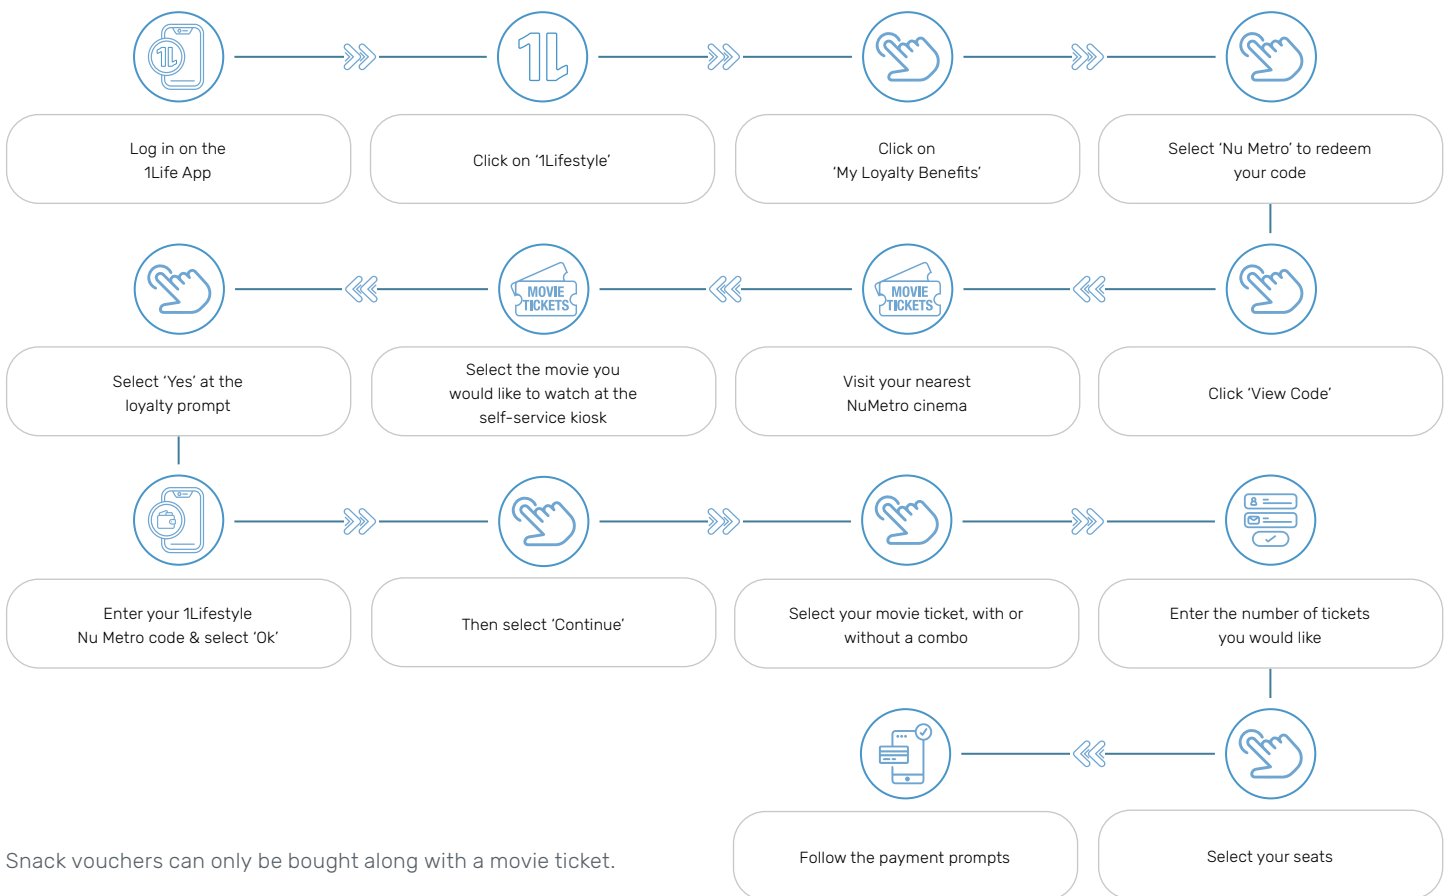 Log in on the
1Life App
Click on ‘1Lifestyle’
Click on
‘My Loyalty Benefits’
Select ‘Nu Metro’ to redeem
your code
Click ‘View Code’
MOVIE
TICKETS
Visit your nearest
NuMetro cinema
MOVIE
TICKETS
Select the movie you
would like to watch at the
self-service kiosk
Select ‘Yes’ at the
loyalty prompt
Enter your 1Lifestyle
Nu Metro code & select ‘Ok’
Then select ‘Continue’
Select your movie ticket, with or
without a combo
Enter the number of tickets
you would like
Select your seats
Follow the payment prompts
Snack vouchers can only be bought along with a movie ticket.